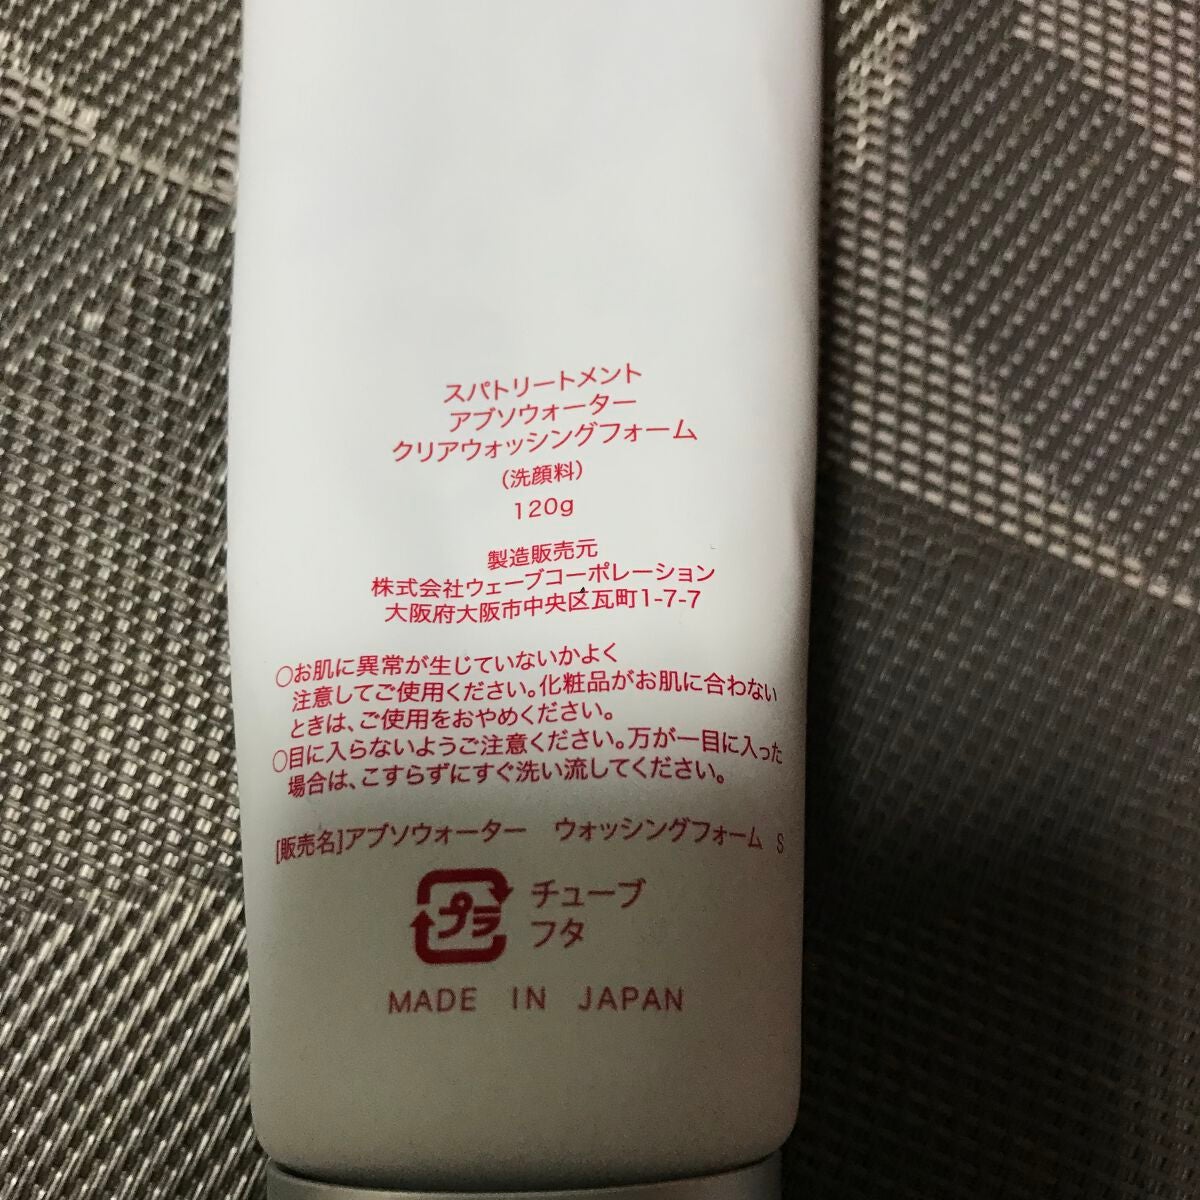 スパトリートメント
アブソウォーター
クリアウォッシングフォーム
(洗顔料)
120g
製造販売元
株式会社ウェーブコーポレーション
大阪府大阪市中央区瓦町1-7-7
○お肌に異常が生じていないかよく
注意してご使用ください。化粧品がお肌に合わない
ときは、ご使用をおやめください。
○目に入らないようご注意ください。万が一目に入った
場合は、こすらずにすぐ洗い流してください。
[販売名]アブソウォーター ウォッシングフォーム S
プラ チューブ
フタ
MADE IN JAPAN